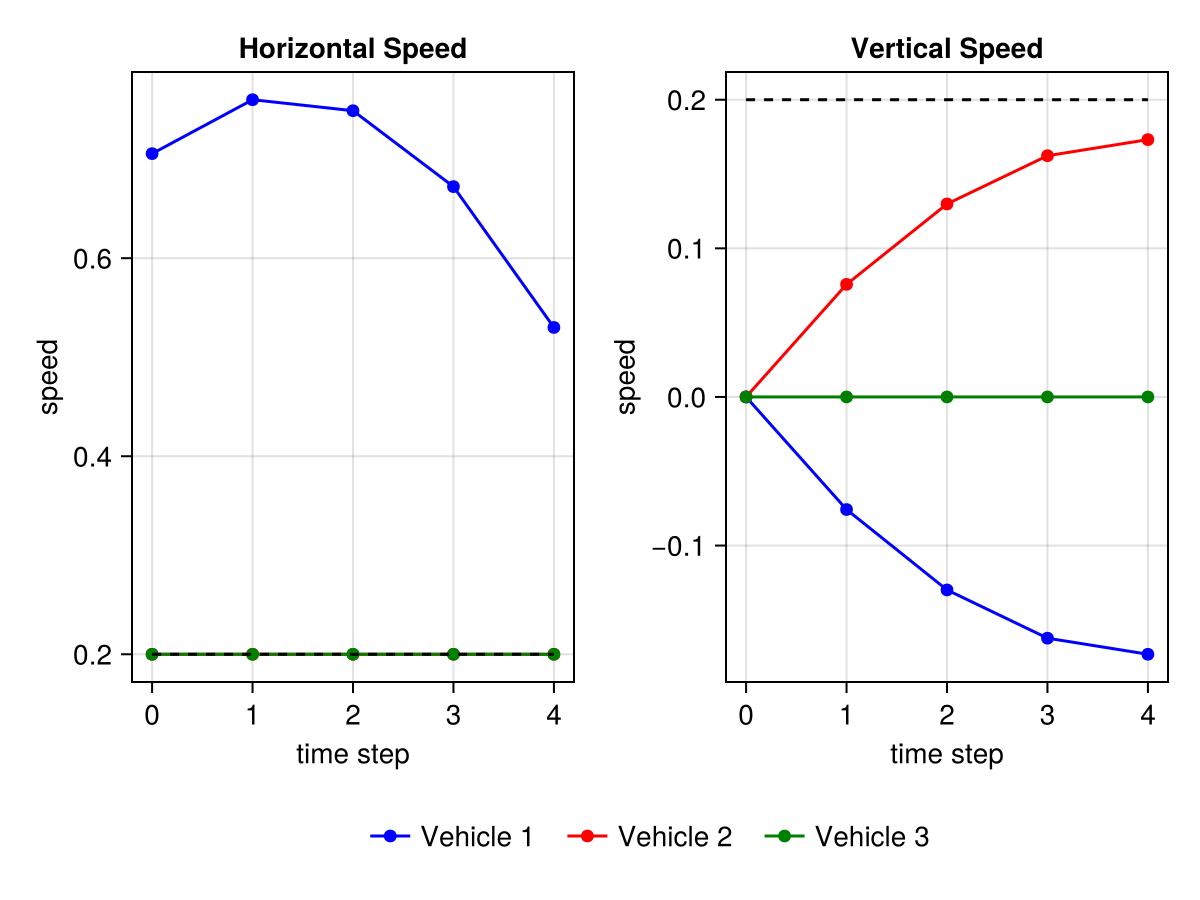 Horizontal Speed
speed
0.6
0.4
0.2
0 1 2 3 4
time step
Vertical Speed
speed
0.2
0.1
0.0
−0.1
0 1 2 3 4
time step
Vehicle 1 Vehicle 2 Vehicle 3